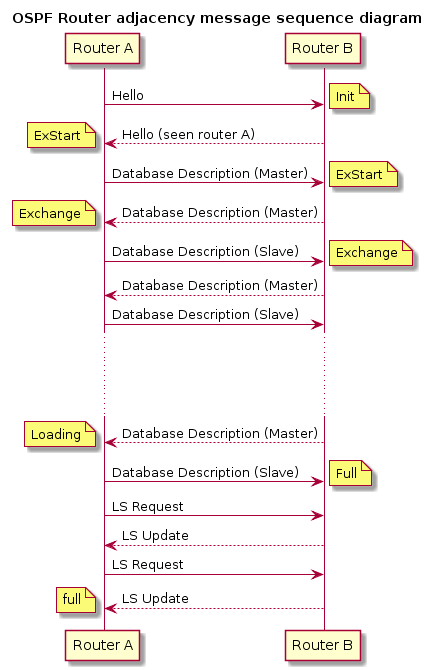 OSPF Router adjacency message sequence diagram
Router A
Router B
Hello
Init
Hello (seen router A)
ExStart
Database Description (Master)
ExStart
Database Description (Master)
Exchange
Database Description (Slave)
Exchange
Database Description (Master)
Database Description (Slave)
Database Description (Master)
Loading
Database Description (Slave)
Full
LS Request
LS Update
LS Request
LS Update
full
Router A
Router B